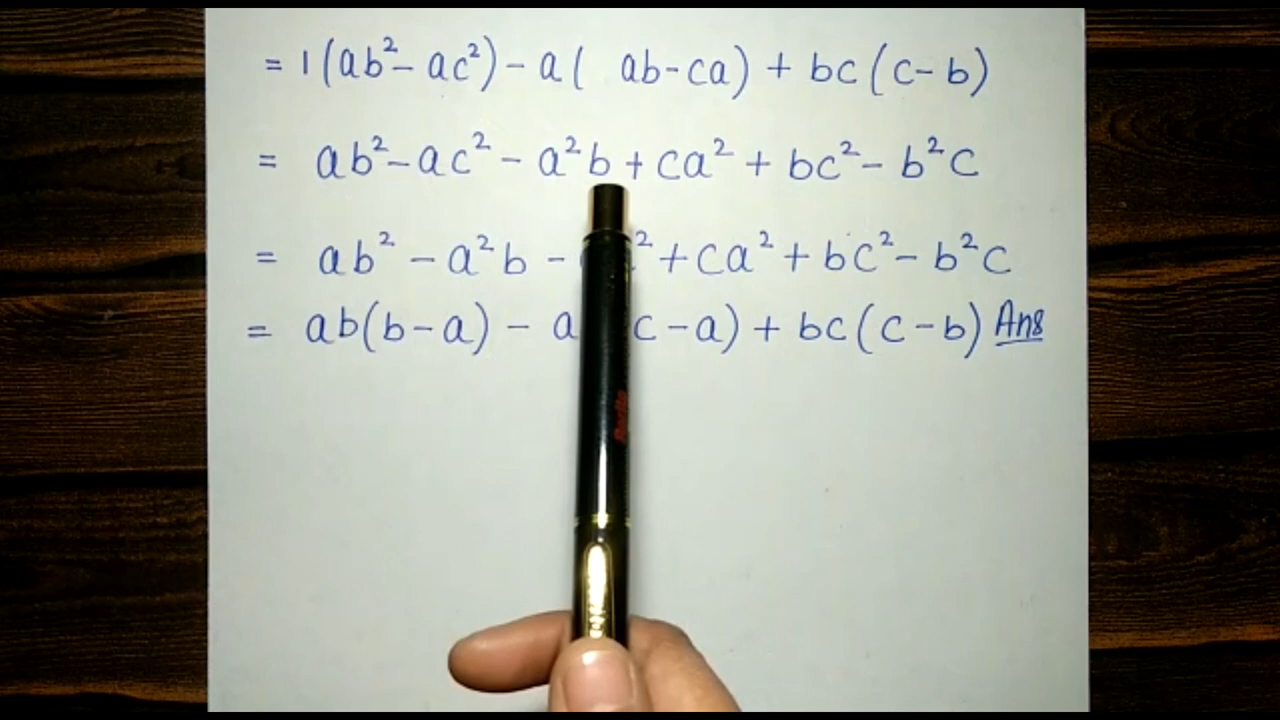 = 1(ab²-ac²) - a( ab-ca) + bc(c-b)
= ab²-ac² - a²b + ca² + bc² - b²c
= ab² - a²b - ² + ca² + bc² - b²c
= ab(b-a) - a c-a) + bc(c-b) Ans